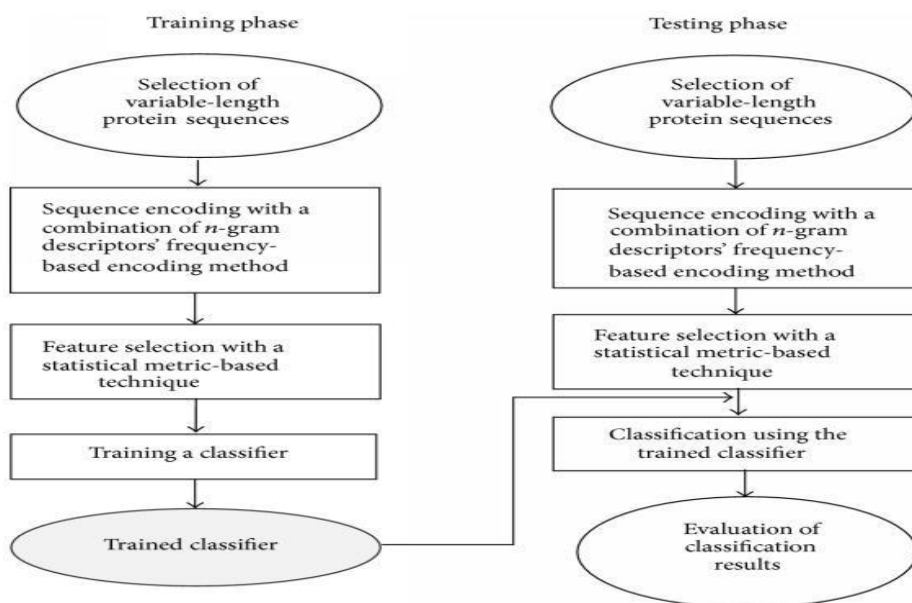 Training phase
Selection of
variable-length
protein sequences
Sequence encoding with a
combination of n-gram
descriptors' frequency-
based encoding method
Feature selection with a
statistical metric-based
technique
Training a classifier
Trained classifier
Testing phase
Selection of
variable-length
protein sequences
Sequence encoding with a
combination of n-gram
descriptors' frequency-
based encoding method
Feature selection with a
statistical metric-based
technique
Classification using the
trained classifier
Evaluation of
classification
results